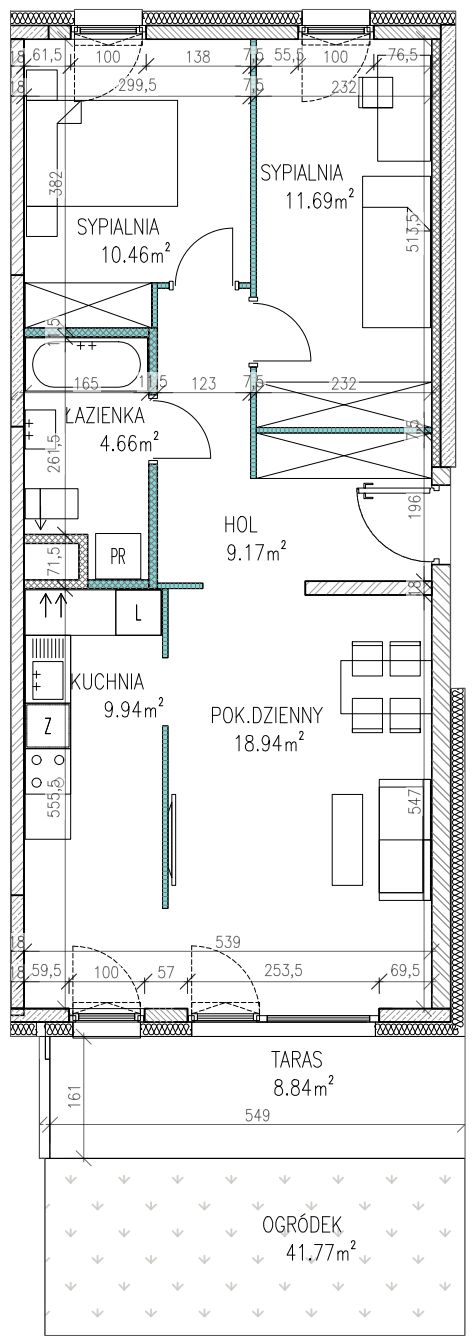 18 61,5 100 138 7,5 55,5 100 76,5
18 299,5 7,5 232
382
SYPIALNIA
10.46m²
SYPIALNIA
11.69m²
513,5
11,5
165 11,5 123 7,5 232
ŁAZIENKA
4.66m²
261,5
7,5
196
HOL
9.17m²
71,5
PR
18
L
KUCHNIA
9.94m²
POK.DZIENNY
18.94m²
Z
555,5
547
18 539
18 59,5 100 57 253,5 69,5
TARAS
8.84m²
161
549
OGRÓDEK
41.77m²